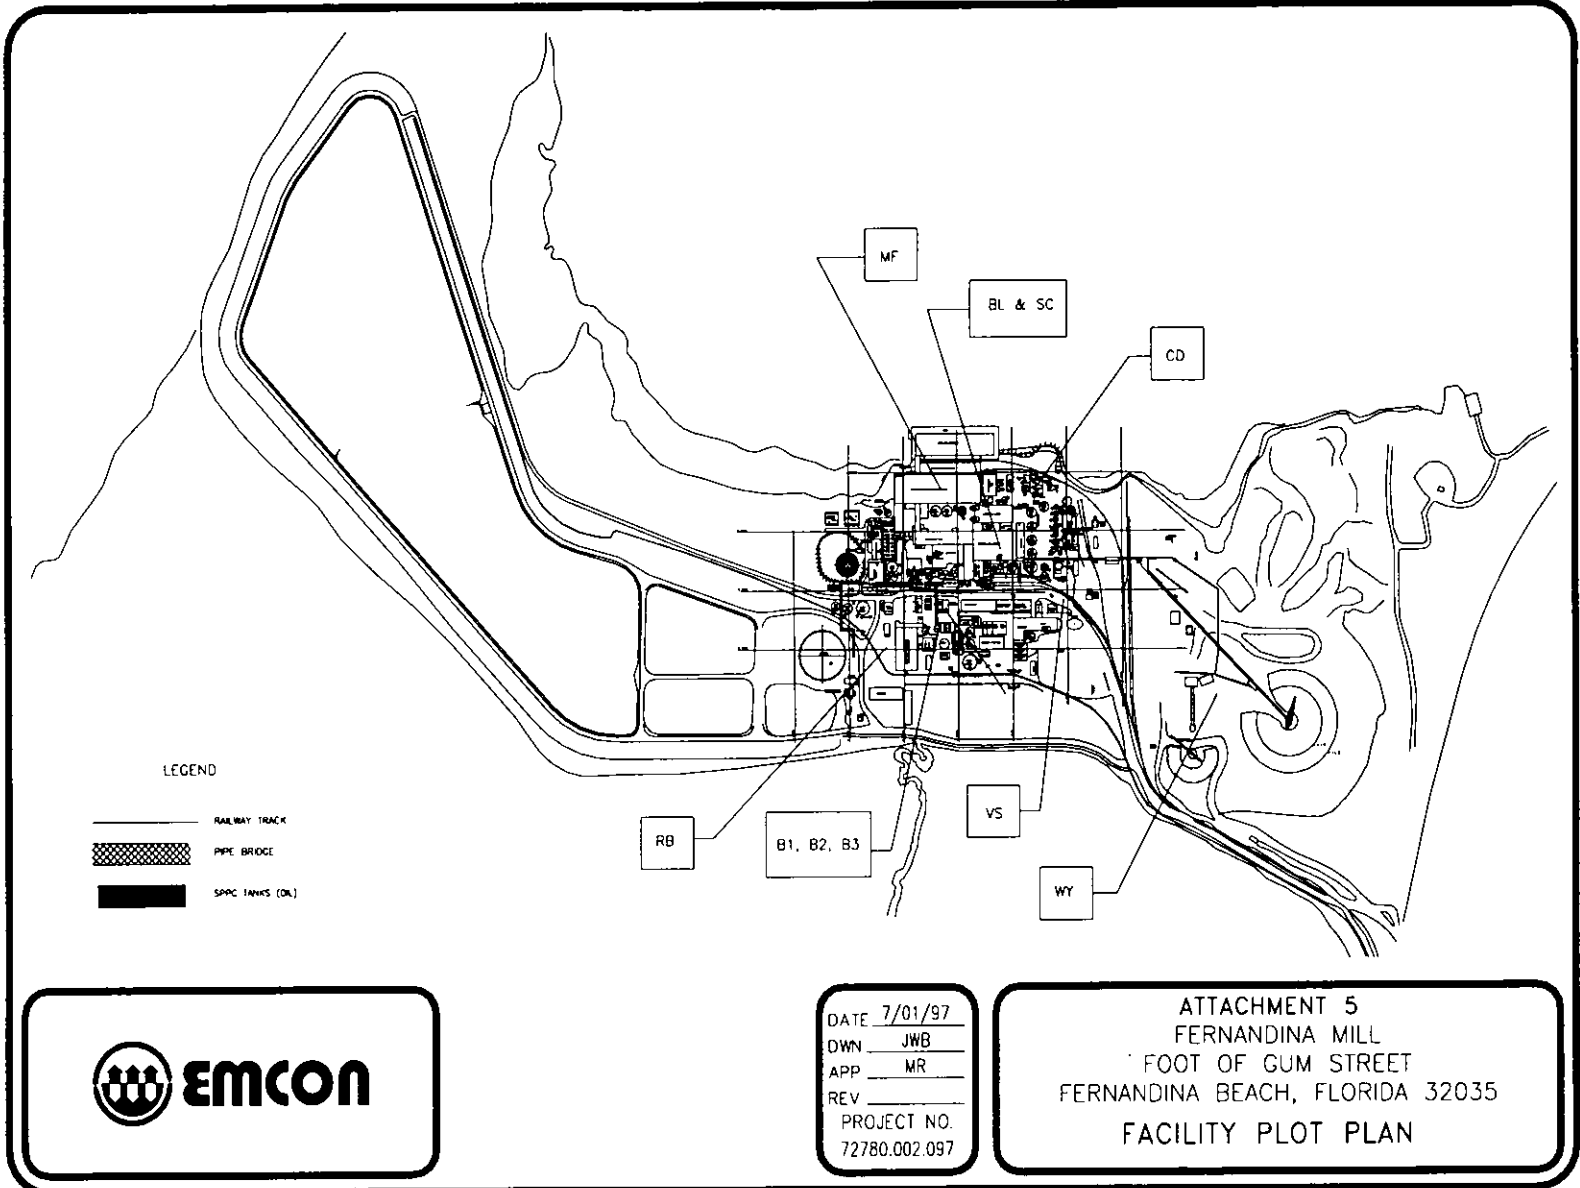 MF
BL & SC
CD
LEGEND
RAILWAY TRACK
PIPE BRIDGE
SPPC TANKS (OIL)
RB
B1, B2, B3
VS
WY
EMCON
DATE 7/01/97
DWN JWB
APP MR
REV
PROJECT NO.
72780.002.097
ATTACHMENT 5
FERNANDINA MILL
FOOT OF GUM STREET
FERNANDINA BEACH, FLORIDA 32035
FACILITY PLOT PLAN